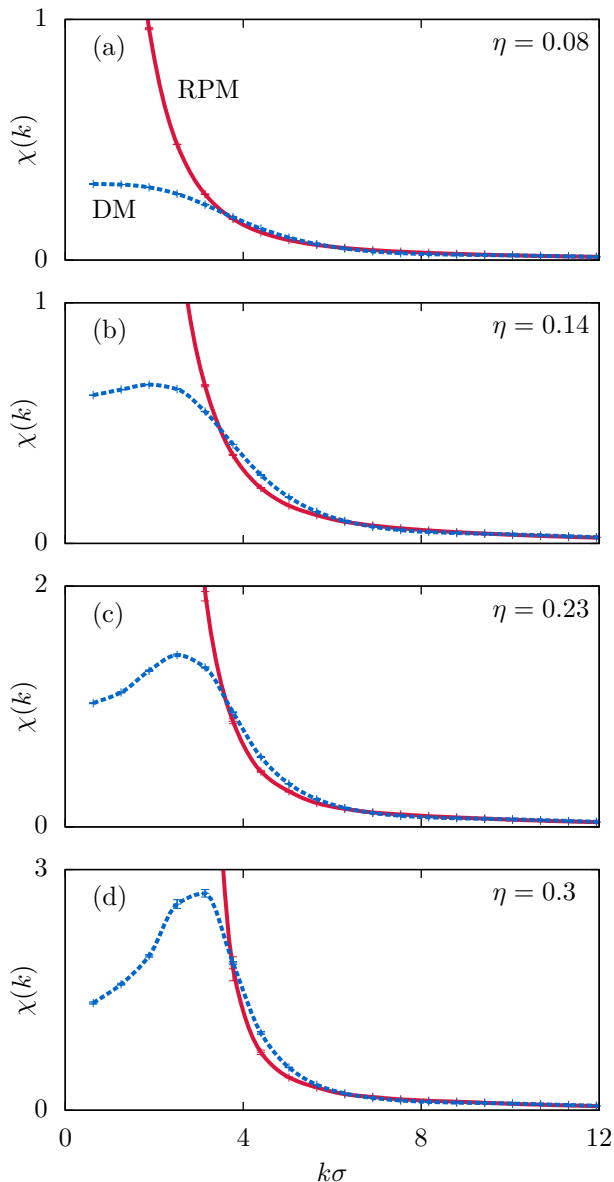 1
(a)
η = 0.08
RPM
χ(k)
DM
0
1
(b)
η = 0.14
χ(k)
0
2
(c)
η = 0.23
χ(k)
0
3
(d)
η = 0.3
χ(k)
0
0 4 8 12
kσ